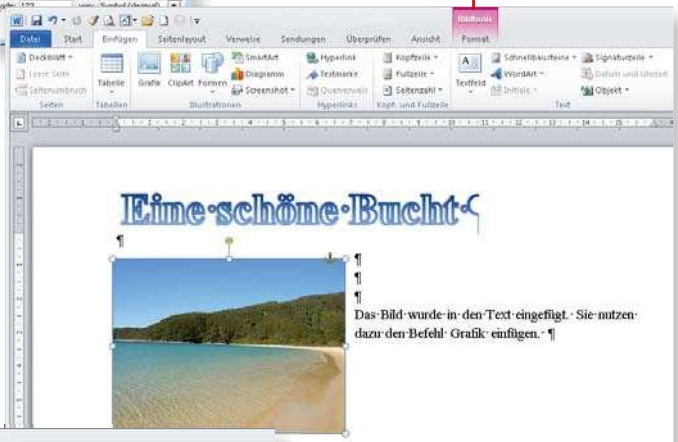 Bildtools
Datei Start Einfügen Seitenlayout Verweise Sendungen Überprüfen Ansicht Format
Deckblatt
Leere Seite
Seitenumbruch
Seiten
Tabelle
Tabellen
Grafik ClipArt Formen
SmartArt
Diagramm
Screenshot
Illustrationen
Hyperlink
Textmarke
Querverweis
Hyperlinks
Kopfzeile
Fußzeile
Seitenzahl
Kopf- und Fußzeile
Textfeld
Schnellbausteine
WordArt
Initiale
Signaturzeile
Datum und Uhrzeit
Objekt
Text
Eine·schöne·Bucht·
¶
¶
¶
¶
Das·Bild·wurde·in·den·Text·eingefügt.·Sie·nutzen·
dazu·den·Befehl·Grafik·einfügen.·¶